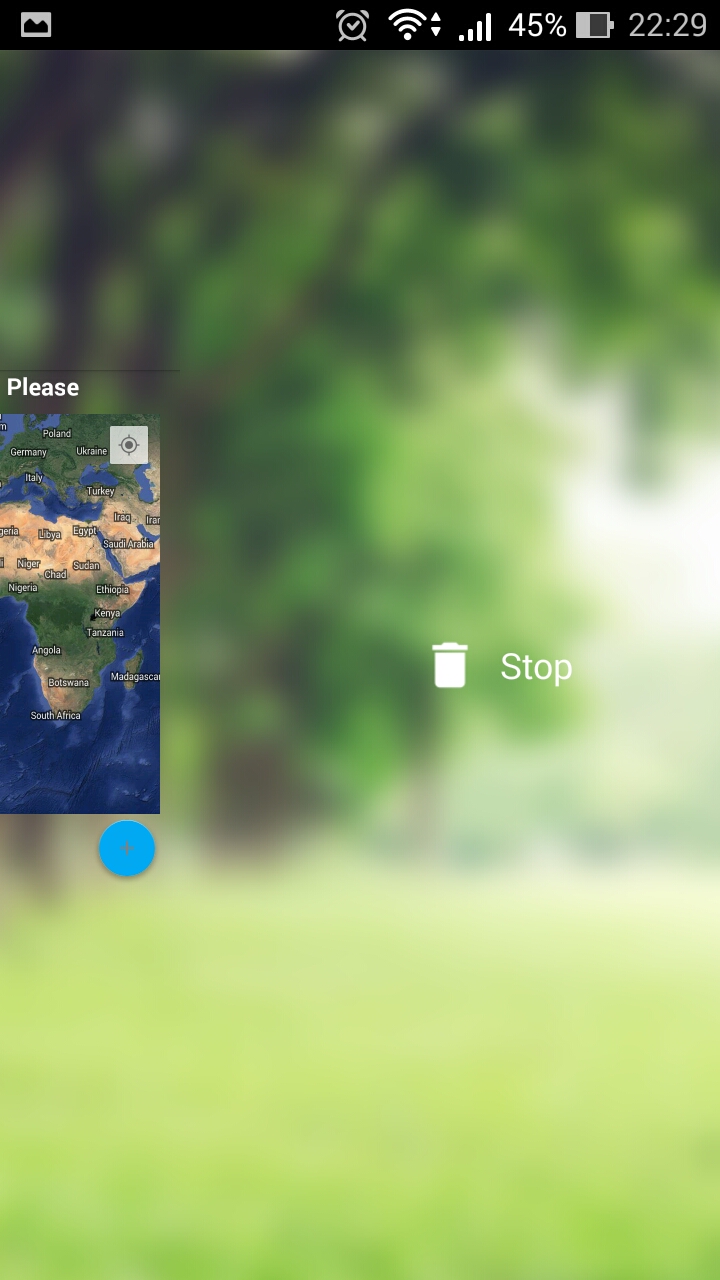 45% 22:29
Please
m
Poland
Germany Ukraine
Italy
Turkey
Iraq Iran
geria Libya Egypt
Saudi Arabia
i Niger Sudan
Chad
Nigeria Ethiopia
Kenya
Tanzania
Angola
Stop
Madagascar
Botswana
South Africa